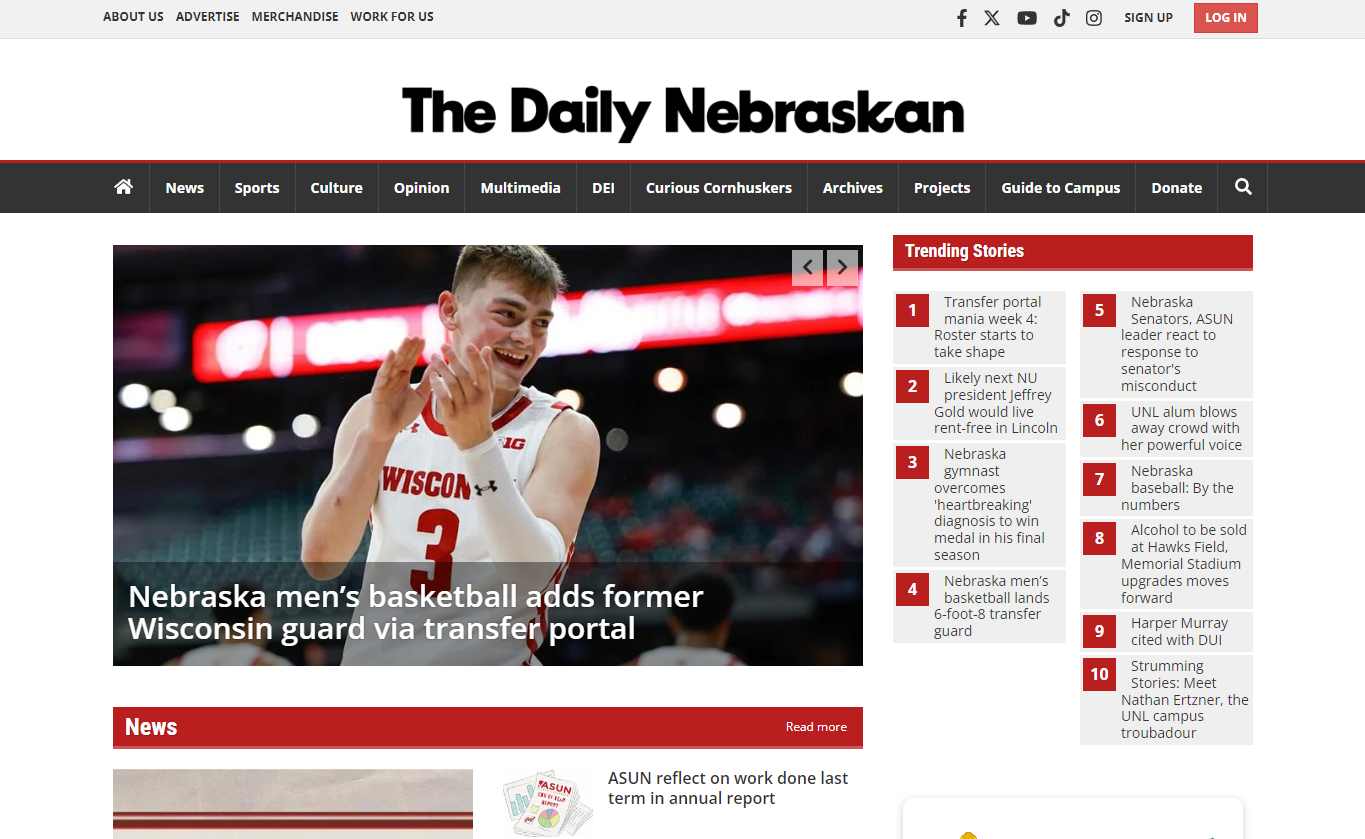 ABOUT US ADVERTISE MERCHANDISE WORK FOR US
SIGN UP LOG IN
The Daily Nebraskan
News Sports Culture Opinion Multimedia DEI Curious Cornhuskers Archives Projects Guide to Campus Donate
B1G
WISCON
3
Nebraska men’s basketball adds former
Wisconsin guard via transfer portal
Trending Stories
1 Transfer portal
mania week 4:
Roster starts to
take shape
2 Likely next NU
president Jeffrey
Gold would live
rent-free in Lincoln
3 Nebraska
gymnast
overcomes
'heartbreaking'
diagnosis to win
medal in his final
season
4 Nebraska men’s
basketball lands
6-foot-8 transfer
guard
5 Nebraska
Senators, ASUN
leader react to
response to
senator's
misconduct
6 UNL alum blows
away crowd with
her powerful voice
7 Nebraska
baseball: By the
numbers
8 Alcohol to be sold
at Hawks Field,
Memorial Stadium
upgrades moves
forward
9 Harper Murray
cited with DUI
10 Strumming
Stories: Meet
Nathan Ertzner, the
UNL campus
troubadour
News Read more
ASUN
END OF YEAR
REPORT
ASUN reflect on work done last
term in annual report